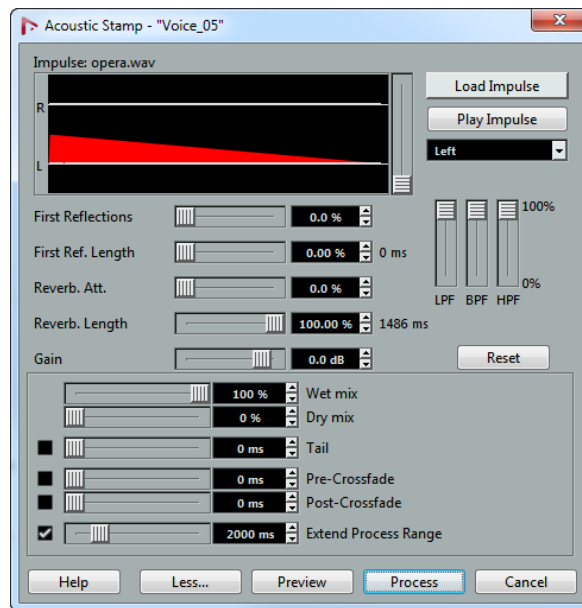 Acoustic Stamp - "Voice_05"
Impulse: opera.wav
R
L
Load Impulse
Play Impulse
Left
First Reflections 0.0 %
First Ref. Length 0.00 % 0 ms
Reverb. Att. 0.0 %
Reverb. Length 100.00 % 1486 ms
Gain 0.0 dB
100%
0%
LPF BPF HPF
Reset
100 % Wet mix
0 % Dry mix
0 ms Tail
0 ms Pre-Crossfade
0 ms Post-Crossfade
2000 ms Extend Process Range
Help Less... Preview Process Cancel